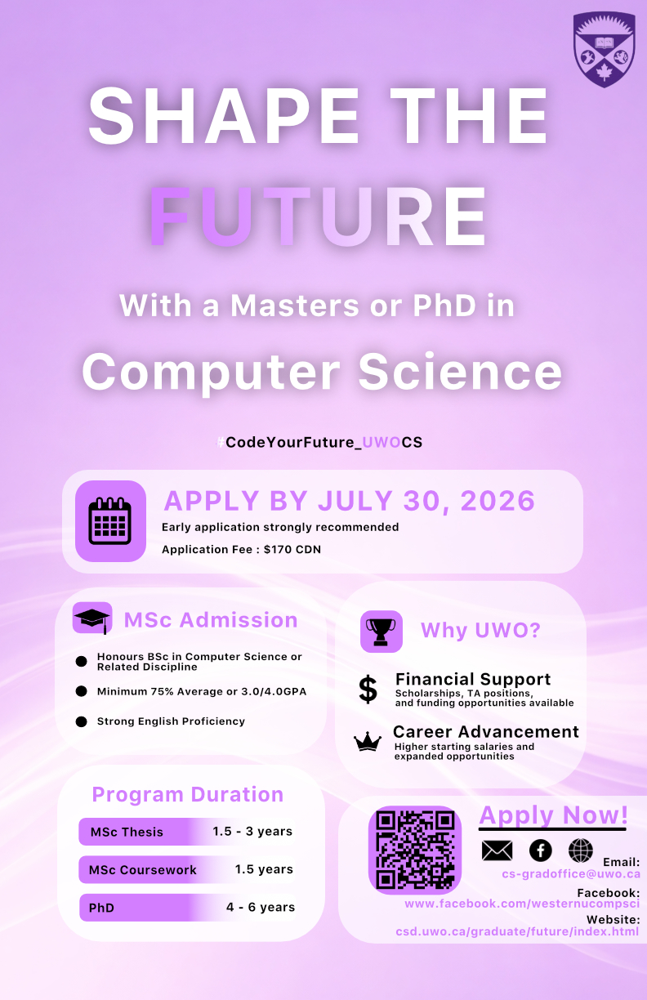 SHAPE THE
FUTURE
With a Masters or PhD in
Computer Science
#CodeYourFuture_UWOCS
APPLY BY JULY 30, 2026
Early application strongly recommended
Application Fee : $170 CDN
MSc Admission
Honours BSc in Computer Science or
Related Discipline
Minimum 75% Average or 3.0/4.0GPA
Strong English Proficiency
Why UWO?
$
Financial Support
Scholarships, TA positions,
and funding opportunities available
Career Advancement
Higher starting salaries and
expanded opportunities
Program Duration
MSc Thesis 1.5 - 3 years
MSc Coursework 1.5 years
PhD 4 - 6 years
Apply Now!
Email:
cs-gradoffice@uwo.ca
Facebook:
www.facebook.com/westernucompsci
Website:
csd.uwo.ca/graduate/future/index.html